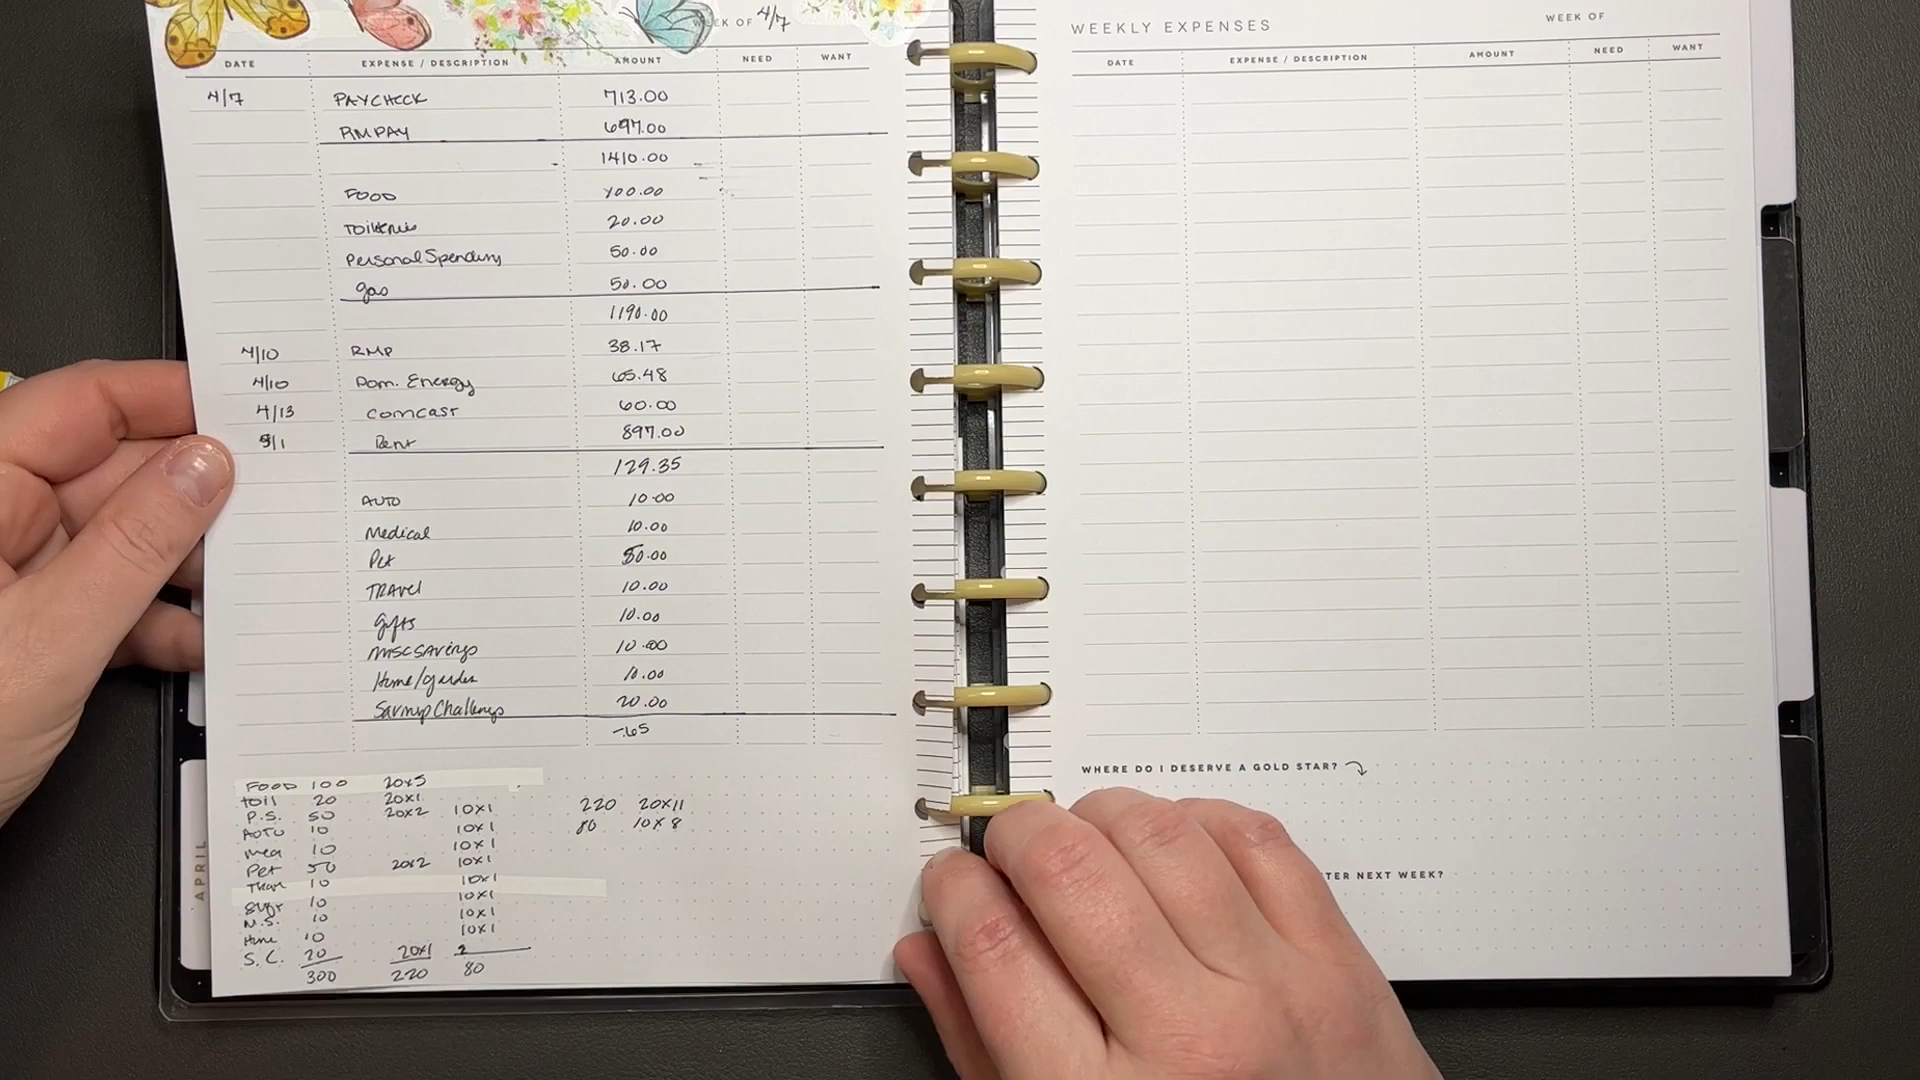 WEEK OF 4/7
DATE EXPENSE / DESCRIPTION AMOUNT NEED WANT
4/7 PAYCHECK 713.00
RMPAY 697.00
1410.00
FOOD 100.00
Toiletries 20.00
Personal Spending 50.00
gas 50.00
1190.00
4/10 RMP 38.17
4/10 Dom. Energy 65.48
4/13 COMCAST 60.00
5/1 Rent 897.00
129.35
AUTO 10.00
Medical 10.00
Pet 50.00
TRAVEL 10.00
gifts 10.00
MISC SAVINGS 10.00
Home/garden 10.00
Saving Challenge 20.00
-.65
FOOD 100 20x5
toil 20 20x1
P.S. 50 20x2 10x1
AUTO 10 10x1
Med 10 10x1
Pet 50 20x2 10x1
Trav 10 10x1
Gift 10 10x1
M.S. 10 10x1
Home 10 10x1
S.C. 20 20x1
300 220 80
220 20x11
80 10x8
APRIL
WEEKLY EXPENSES WEEK OF
DATE EXPENSE / DESCRIPTION AMOUNT NEED WANT
WHERE DO I DESERVE A GOLD STAR?
TER NEXT WEEK?